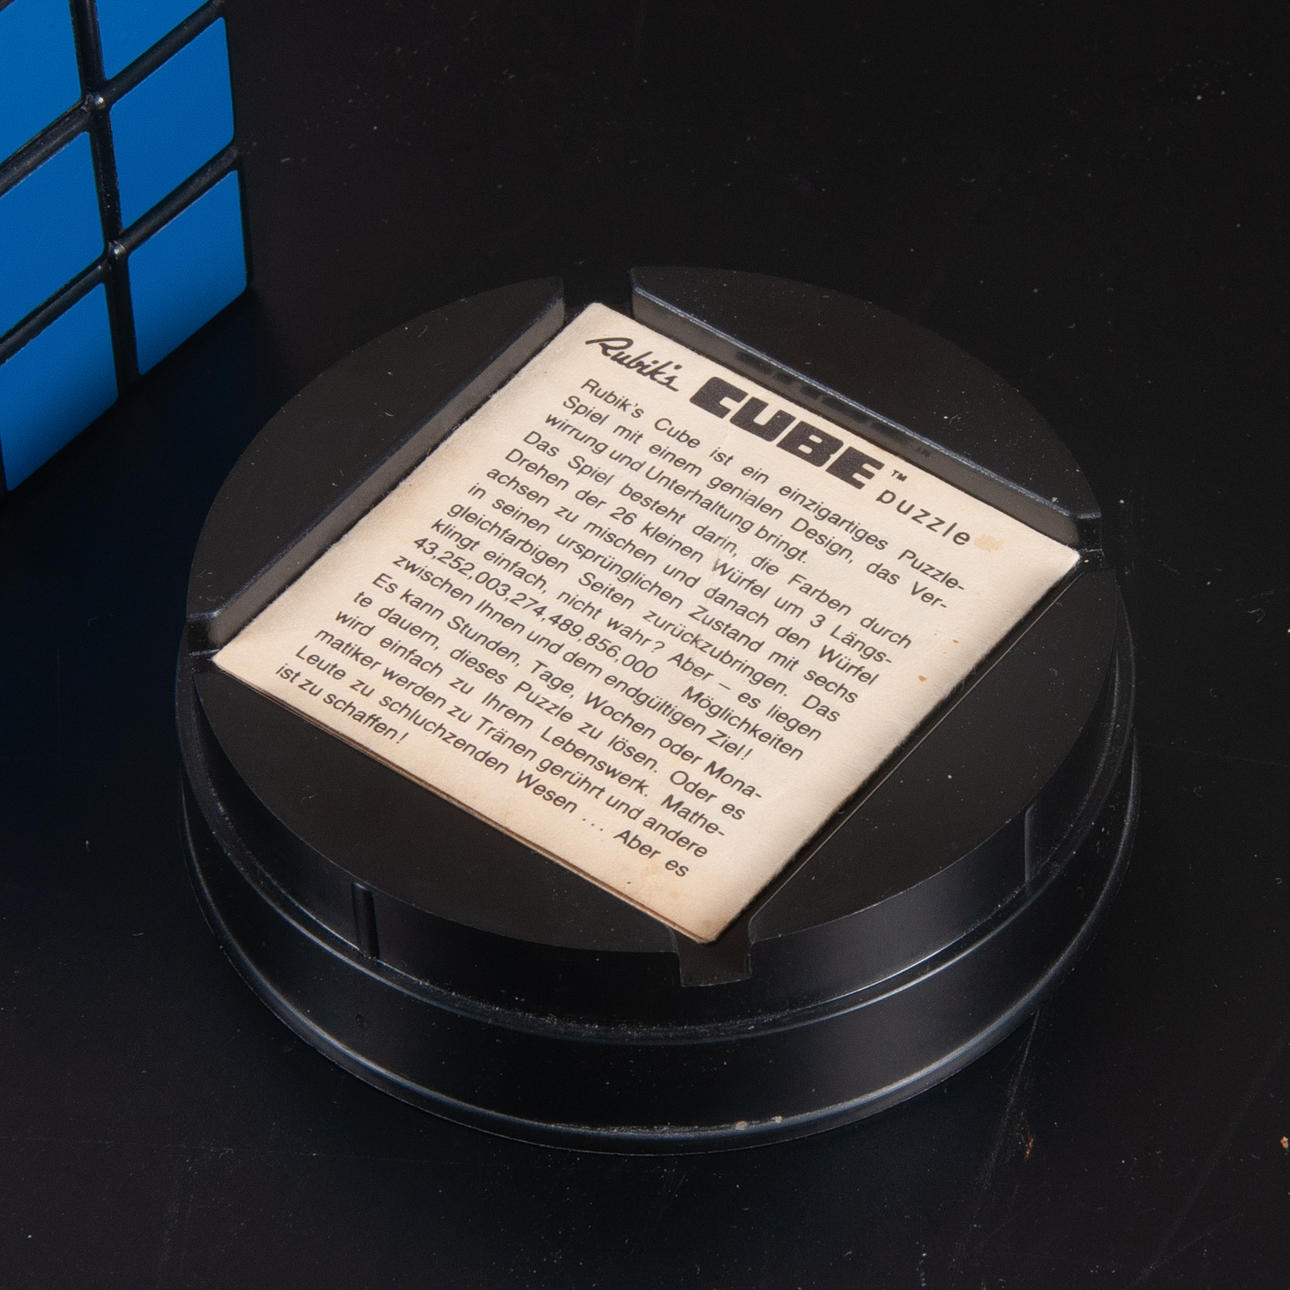 Rubik's CUBE™ puzzle
Rubik's Cube ist ein einzigartiges Puzzle-
Spiel mit einem genialen Design, das Ver-
wirrung und Unterhaltung bringt.
Das Spiel besteht darin, die Farben durch
Drehen der 26 kleinen Würfel um 3 Längs-
achsen zu mischen und danach den Würfel
in seinen ursprünglichen Zustand mit sechs
gleichfarbigen Seiten zurückzubringen. Das
klingt einfach, nicht wahr? Aber – es liegen
43,252,003,274,489,856,000 Möglichkeiten
zwischen Ihnen und dem endgültigen Ziel!
Es kann Stunden, Tage, Wochen oder Mona-
te dauern, dieses Puzzle zu lösen. Oder es
wird einfach zu Ihrem Lebenswerk. Mathe-
matiker werden zu Tränen gerührt und andere
Leute zu schluchzenden Wesen ... Aber es
ist zu schaffen!